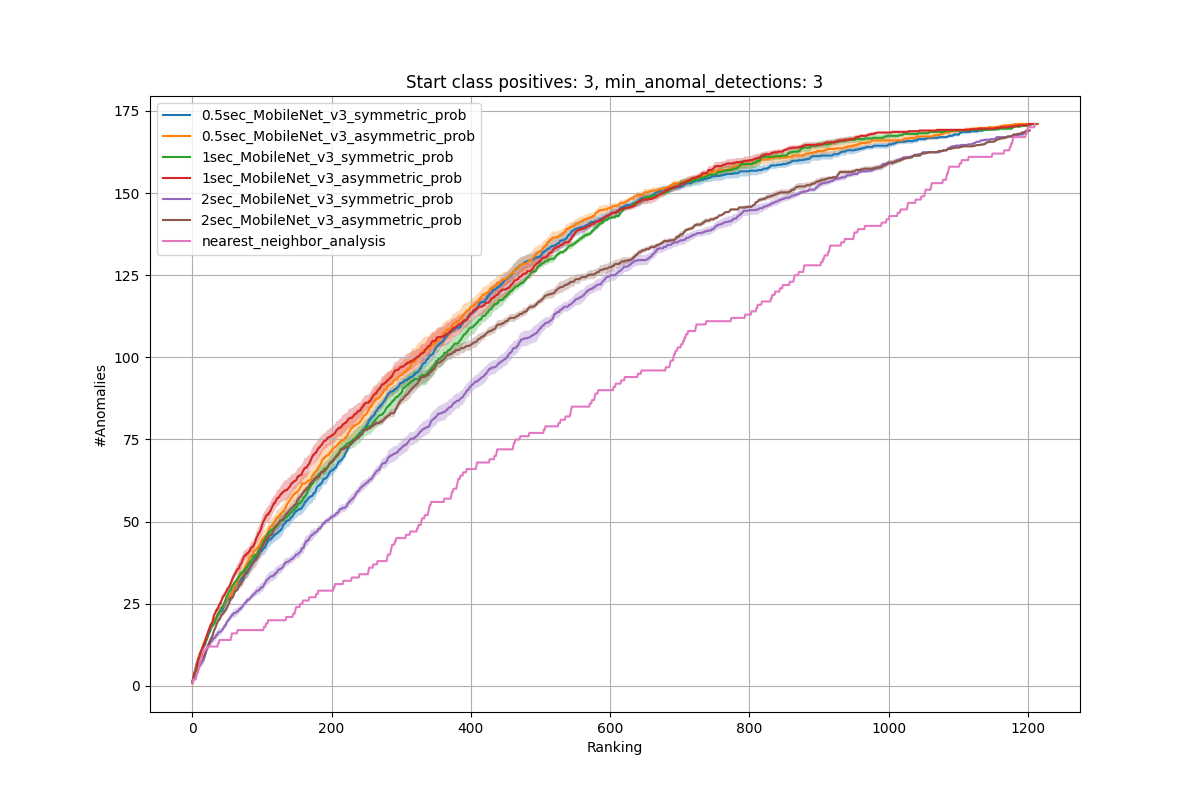 Start class positives: 3, min_anomal_detections: 3
0.5sec_MobileNet_v3_symmetric_prob
0.5sec_MobileNet_v3_asymmetric_prob
1sec_MobileNet_v3_symmetric_prob
1sec_MobileNet_v3_asymmetric_prob
2sec_MobileNet_v3_symmetric_prob
2sec_MobileNet_v3_asymmetric_prob
nearest_neighbor_analysis
175
150
125
100
75
50
25
0
#Anomalies
0 200 400 600 800 1000 1200
Ranking